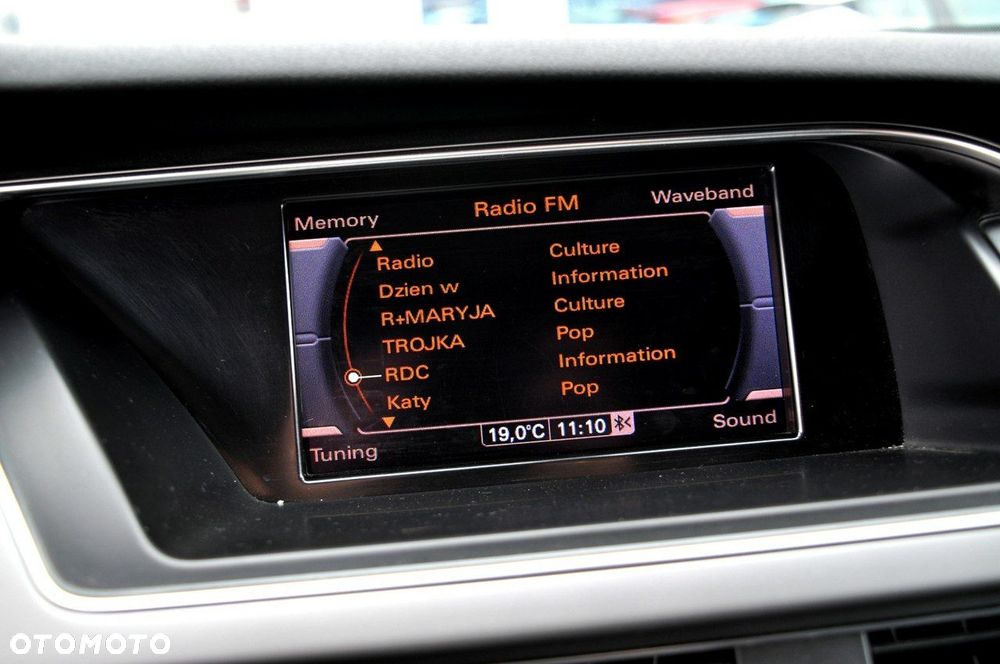 Memory Radio FM Waveband
Radio Culture
Dzien w Information
R+MARYJA Culture
TROJKA Pop
RDC Information
Katy Pop
19,0°C 11:10
Tuning Sound
OTOMOTO